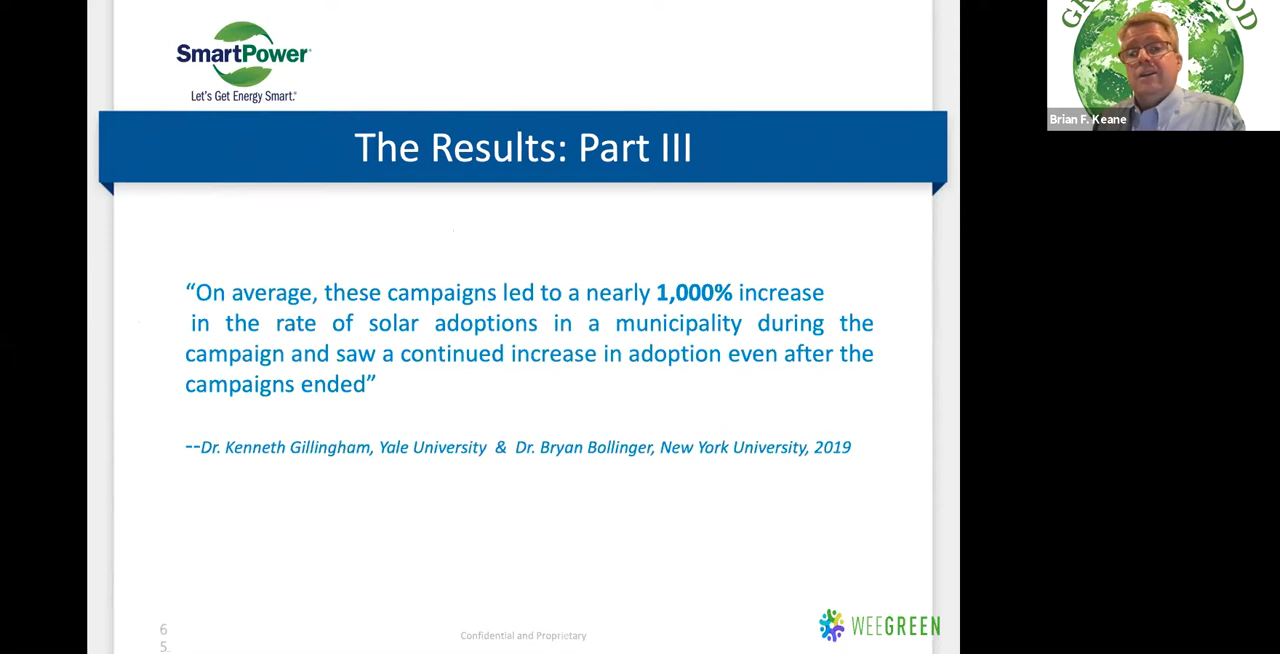 SmartPower
Let's Get Energy Smart.
The Results: Part III
“On average, these campaigns led to a nearly 1,000% increase
in the rate of solar adoptions in a municipality during the
campaign and saw a continued increase in adoption even after the
campaigns ended”
--Dr. Kenneth Gillingham, Yale University & Dr. Bryan Bollinger, New York University, 2019
6
5
Confidential and Proprietary
WEEGREEN
Brian F. Keane